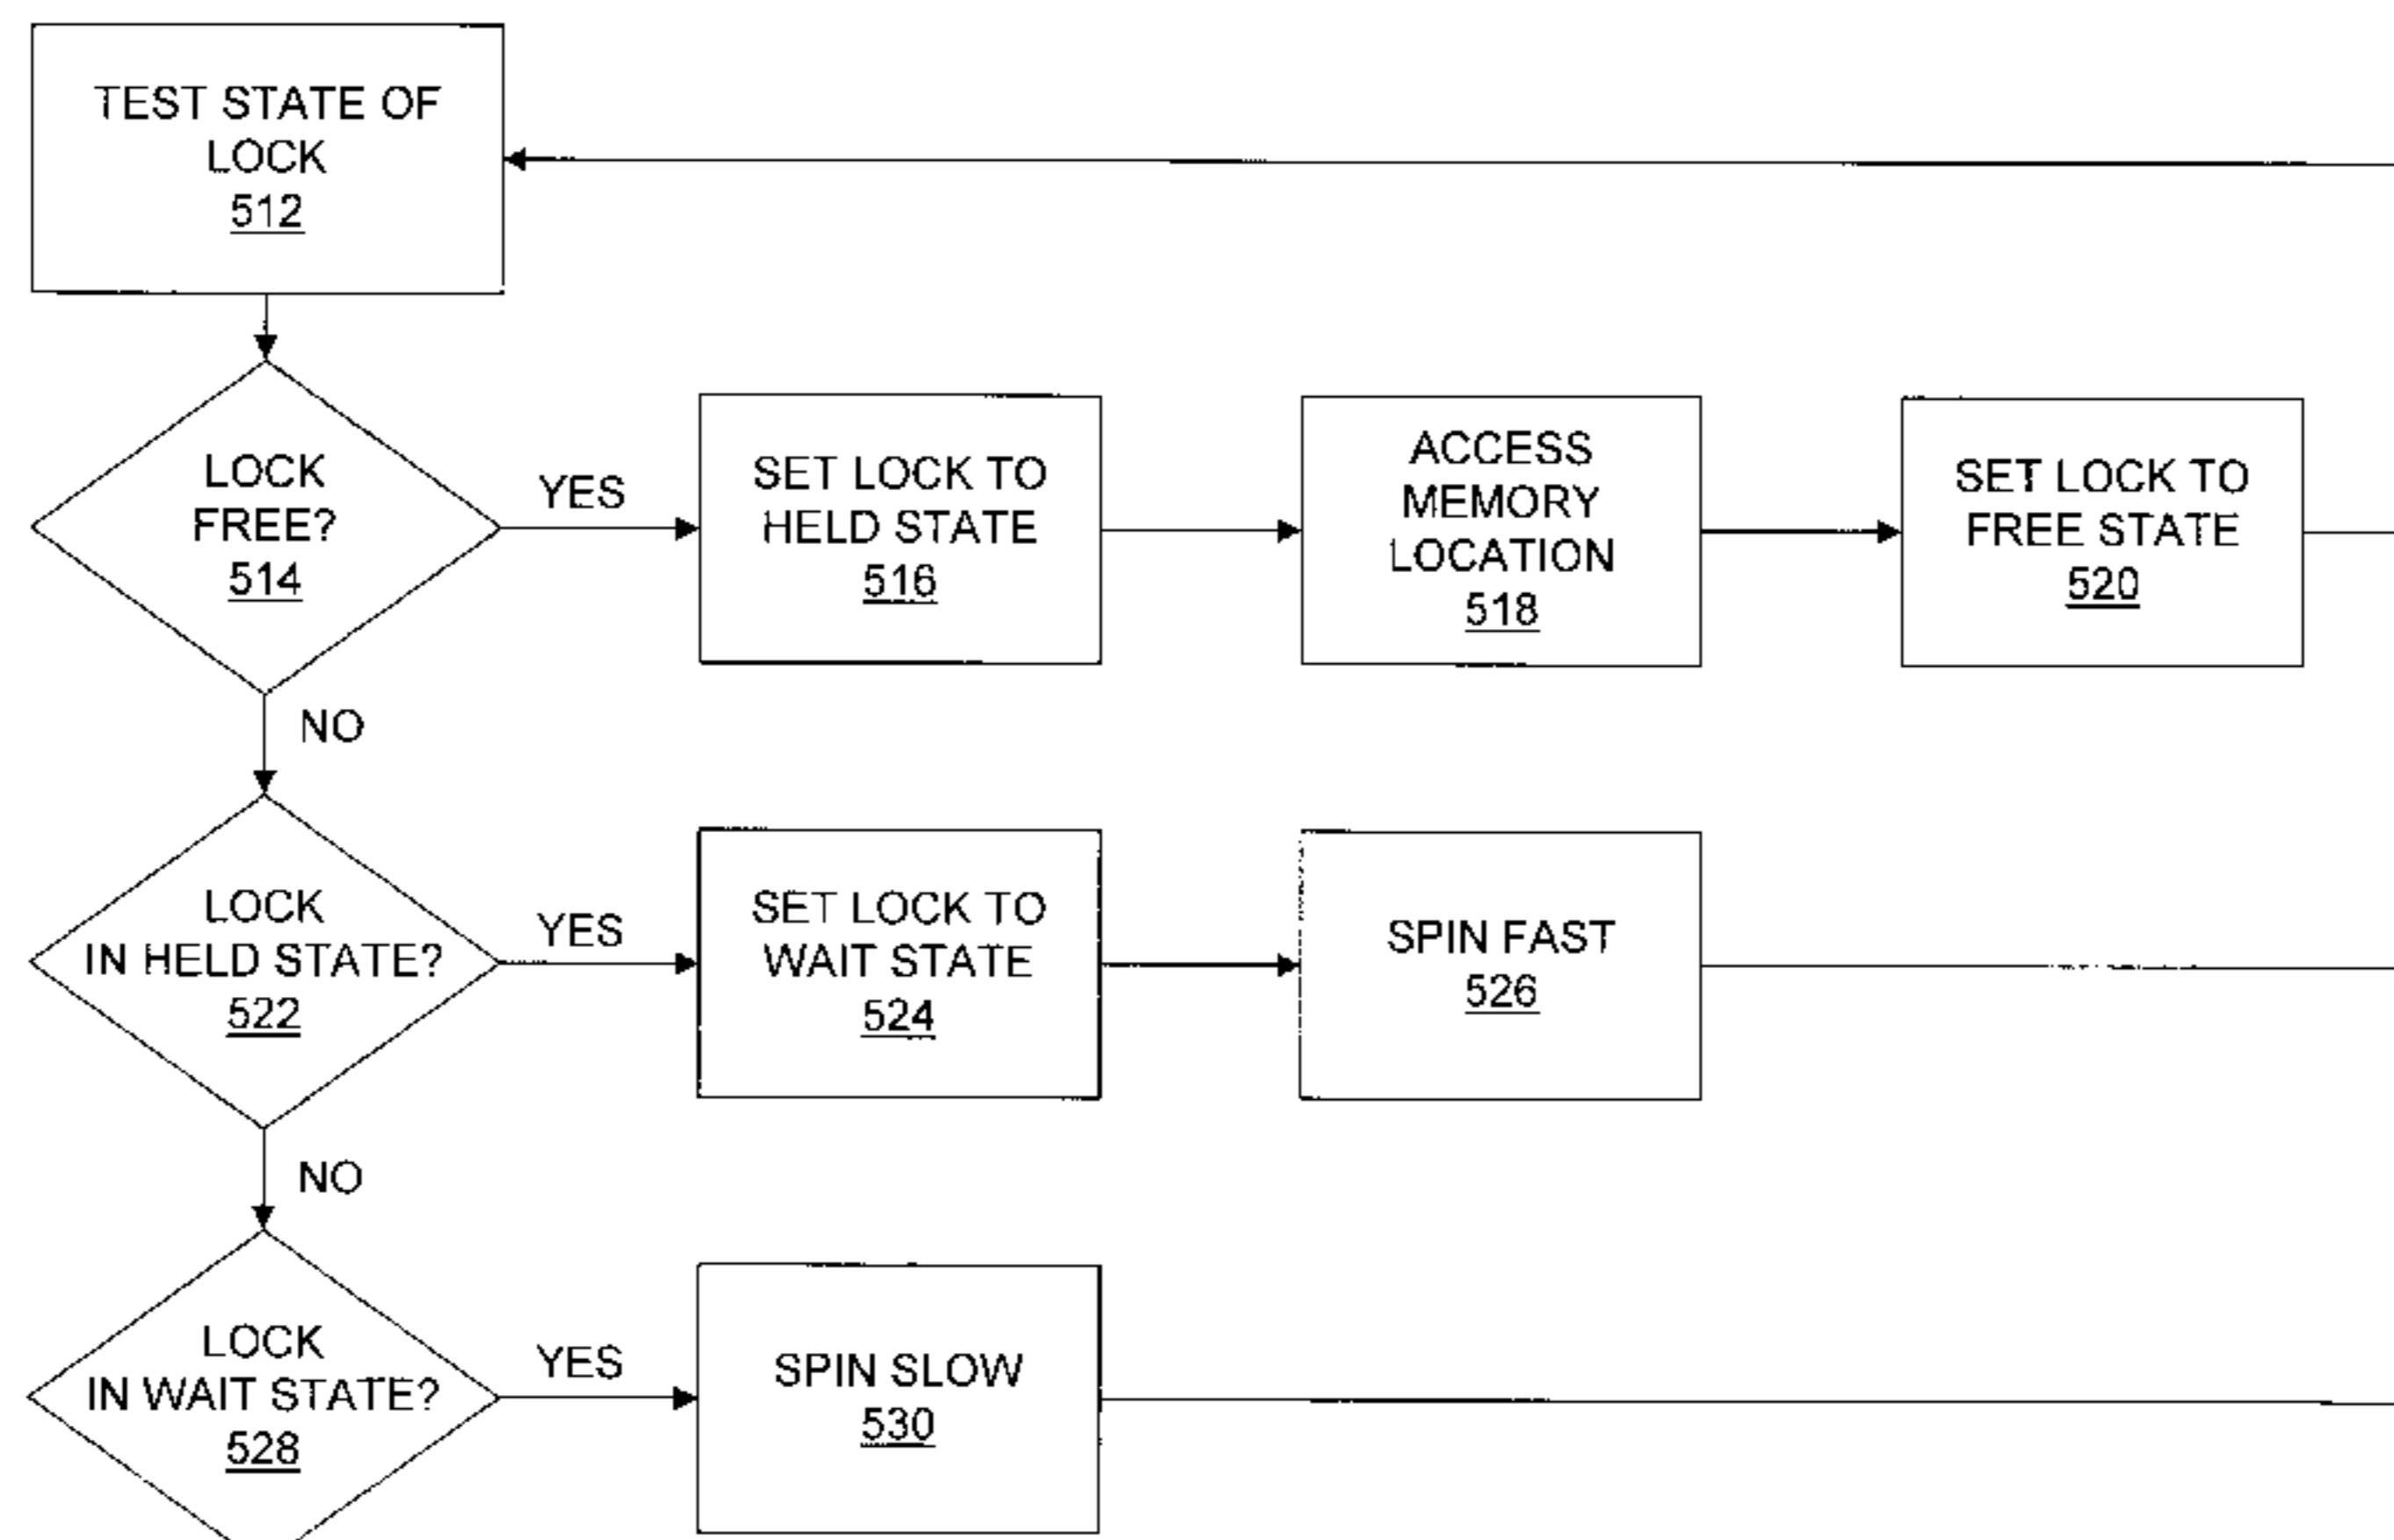 TEST STATE OF
LOCK
512
LOCK
FREE?
514
YES
SET LOCK TO
HELD STATE
516
ACCESS
MEMORY
LOCATION
518
SET LOCK TO
FREE STATE
520
NO
LOCK
IN HELD STATE?
522
YES
SET LOCK TO
WAIT STATE
524
SPIN FAST
526
NO
LOCK
IN WAIT STATE?
528
YES
SPIN SLOW
530